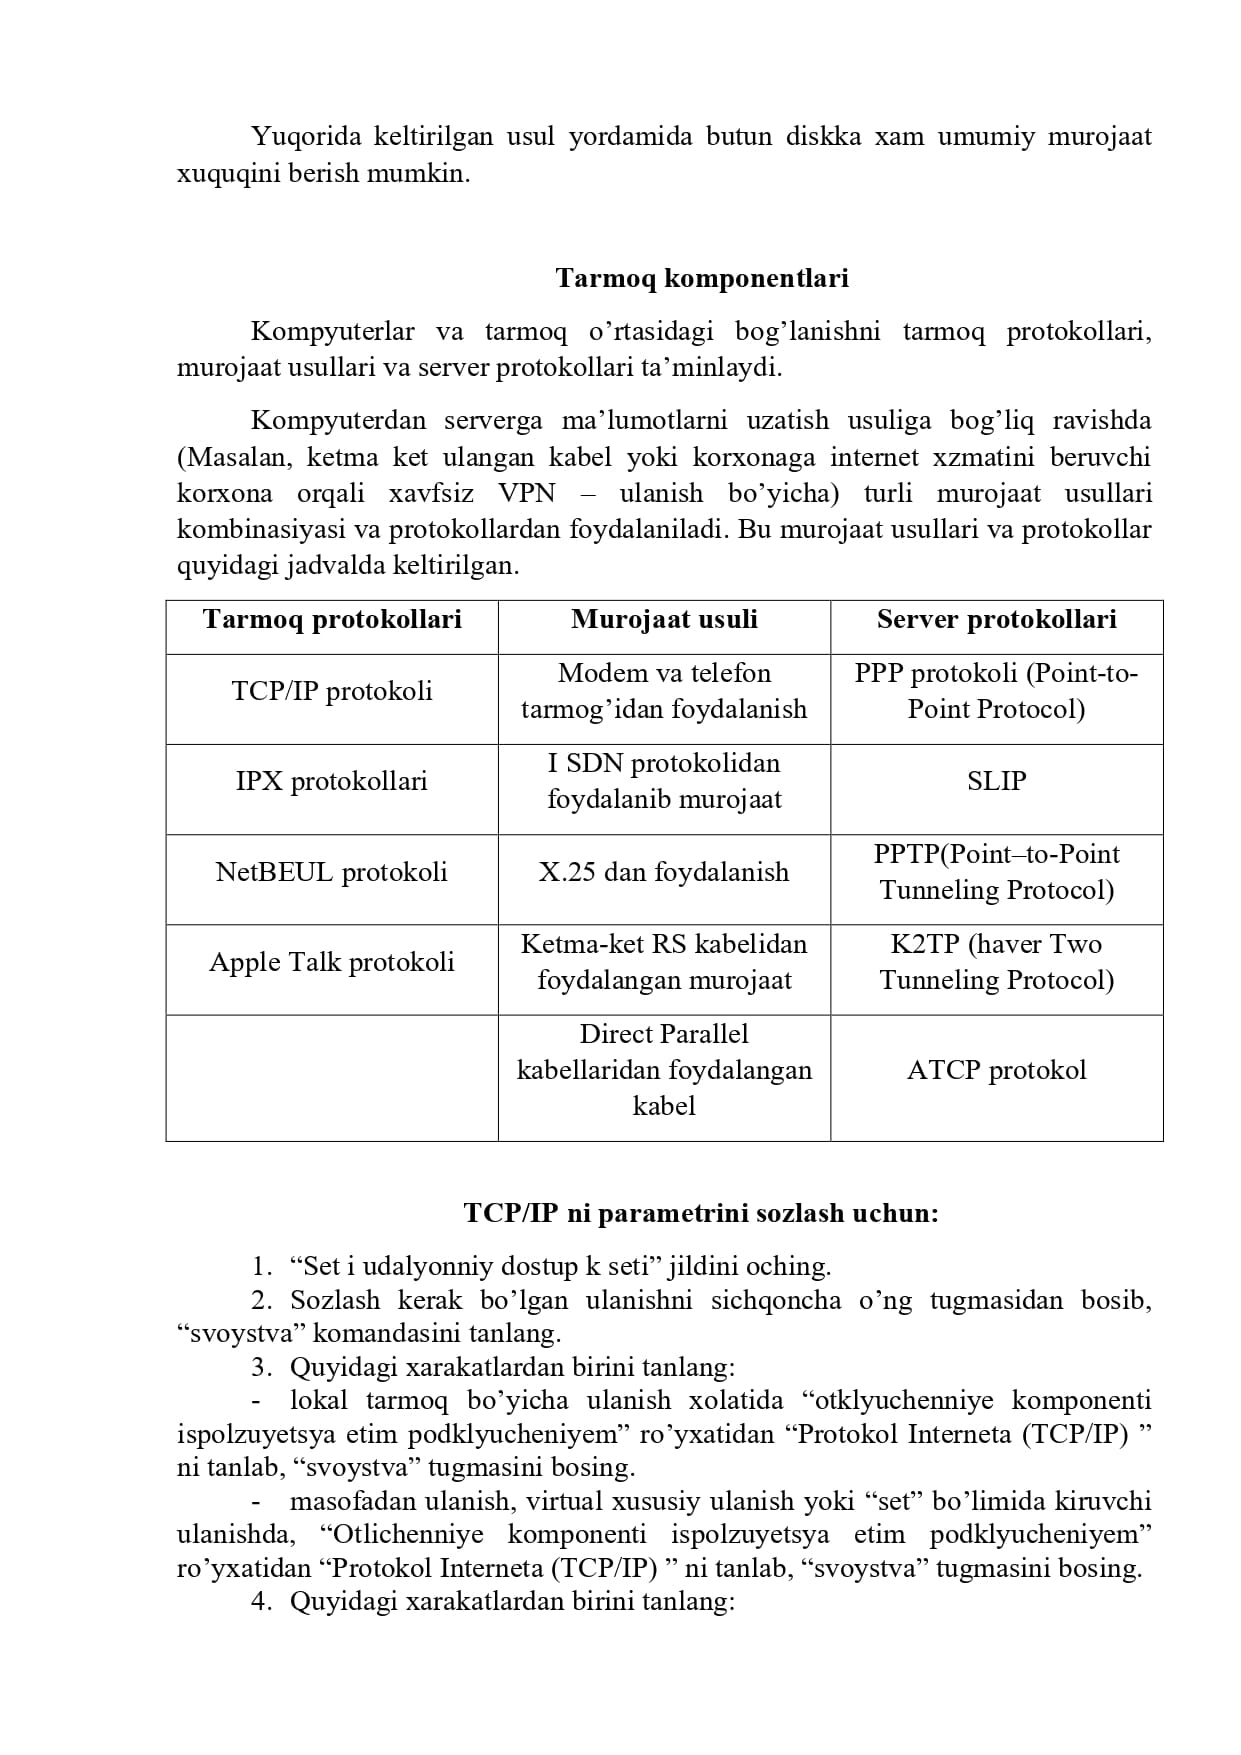 Yuqorida keltirilgan usul yordamida butun diskka xam umumiy murojaat
xuquqini berish mumkin.
Tarmoq komponentlari
Kompyuterlar va tarmoq o’rtasidagi bog’lanishni tarmoq protokollari,
murojaat usullari va server protokollari ta’minlaydi.
Kompyuterdan serverga ma’lumotlarni uzatish usuliga bog’liq ravishda
(Masalan, ketma ket ulangan kabel yoki korxonaga internet xzmatini beruvchi
korxona orqali xavfsiz VPN – ulanish bo’yicha) turli murojaat usullari
kombinasiyasi va protokollardan foydalaniladi. Bu murojaat usullari va protokollar
quyidagi jadvalda keltirilgan.
Tarmoq protokollari Murojaat usuli Server protokollari
TCP/IP protokoli
Modem va telefon
tarmog’idan foydalanish
PPP protokoli (Point-to-
Point Protocol)
IPX protokollari
I SDN protokolidan
foydalanib murojaat
SLIP
NetBEUL protokoli
X.25 dan foydalanish
PPTP(Point–to-Point
Tunneling Protocol)
Apple Talk protokoli
Ketma-ket RS kabelidan
foydalangan murojaat
K2TP (haver Two
Tunneling Protocol)
Direct Parallel
kabellaridan foydalangan
kabel
ATCP protokol
TCP/IP ni parametrini sozlash uchun:
1. “Set i udalyonniy dostup k seti” jildini oching.
2. Sozlash kerak bo’lgan ulanishni sichqoncha o’ng tugmasidan bosib,
“svoystva” komandasini tanlang.
3. Quyidagi xarakatlardan birini tanlang:
- lokal tarmoq bo’yicha ulanish xolatida “otklyuchenniye komponenti
ispolzuyetsya etim podklyucheniyem” ro’yxatidan “Protokol Interneta (TCP/IP) ”
ni tanlab, “svoystva” tugmasini bosing.
- masofadan ulanish, virtual xususiy ulanish yoki “set” bo’limida kiruvchi
ulanishda, “Otlichenniye komponenti ispolzuyetsya etim podklyucheniyem”
ro’yxatidan “Protokol Interneta (TCP/IP) ” ni tanlab, “svoystva” tugmasini bosing.
4. Quyidagi xarakatlardan birini tanlang: